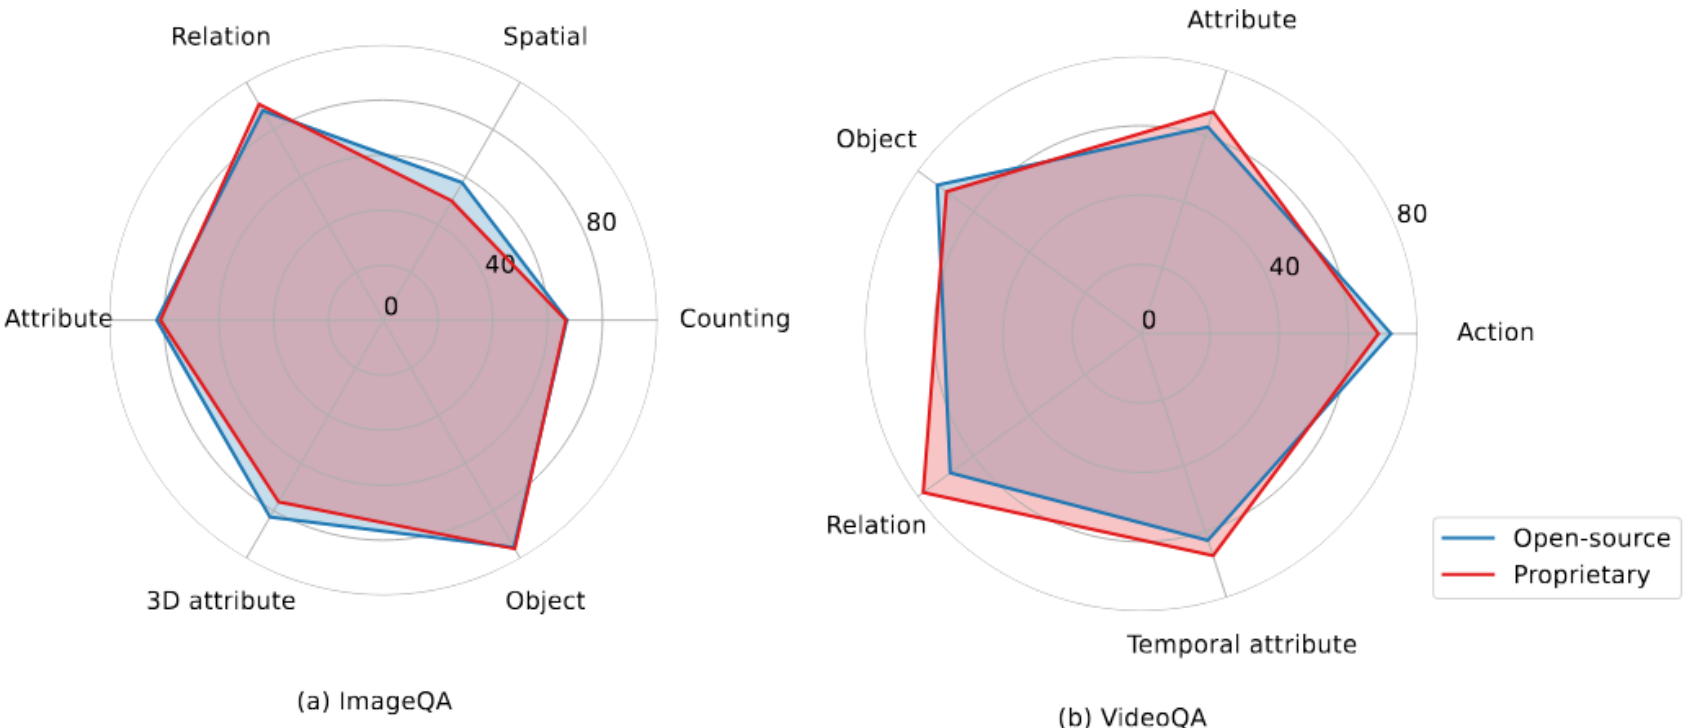 Relation
Spatial
80
40
0
Attribute
Counting
3D attribute
Object
(a) ImageQA
Attribute
Object
80
40
0
Action
Relation
Temporal attribute
Open-source
Proprietary
(b) VideoQA